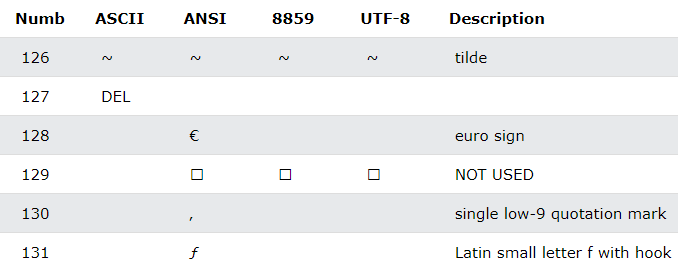 Numb ASCII ANSI 8859 UTF-8 Description
126 ~ ~ ~ ~ tilde
127 DEL
128 € euro sign
129 □ □ □ NOT USED
130 ‚ single low-9 quotation mark
131 ƒ Latin small letter f with hook